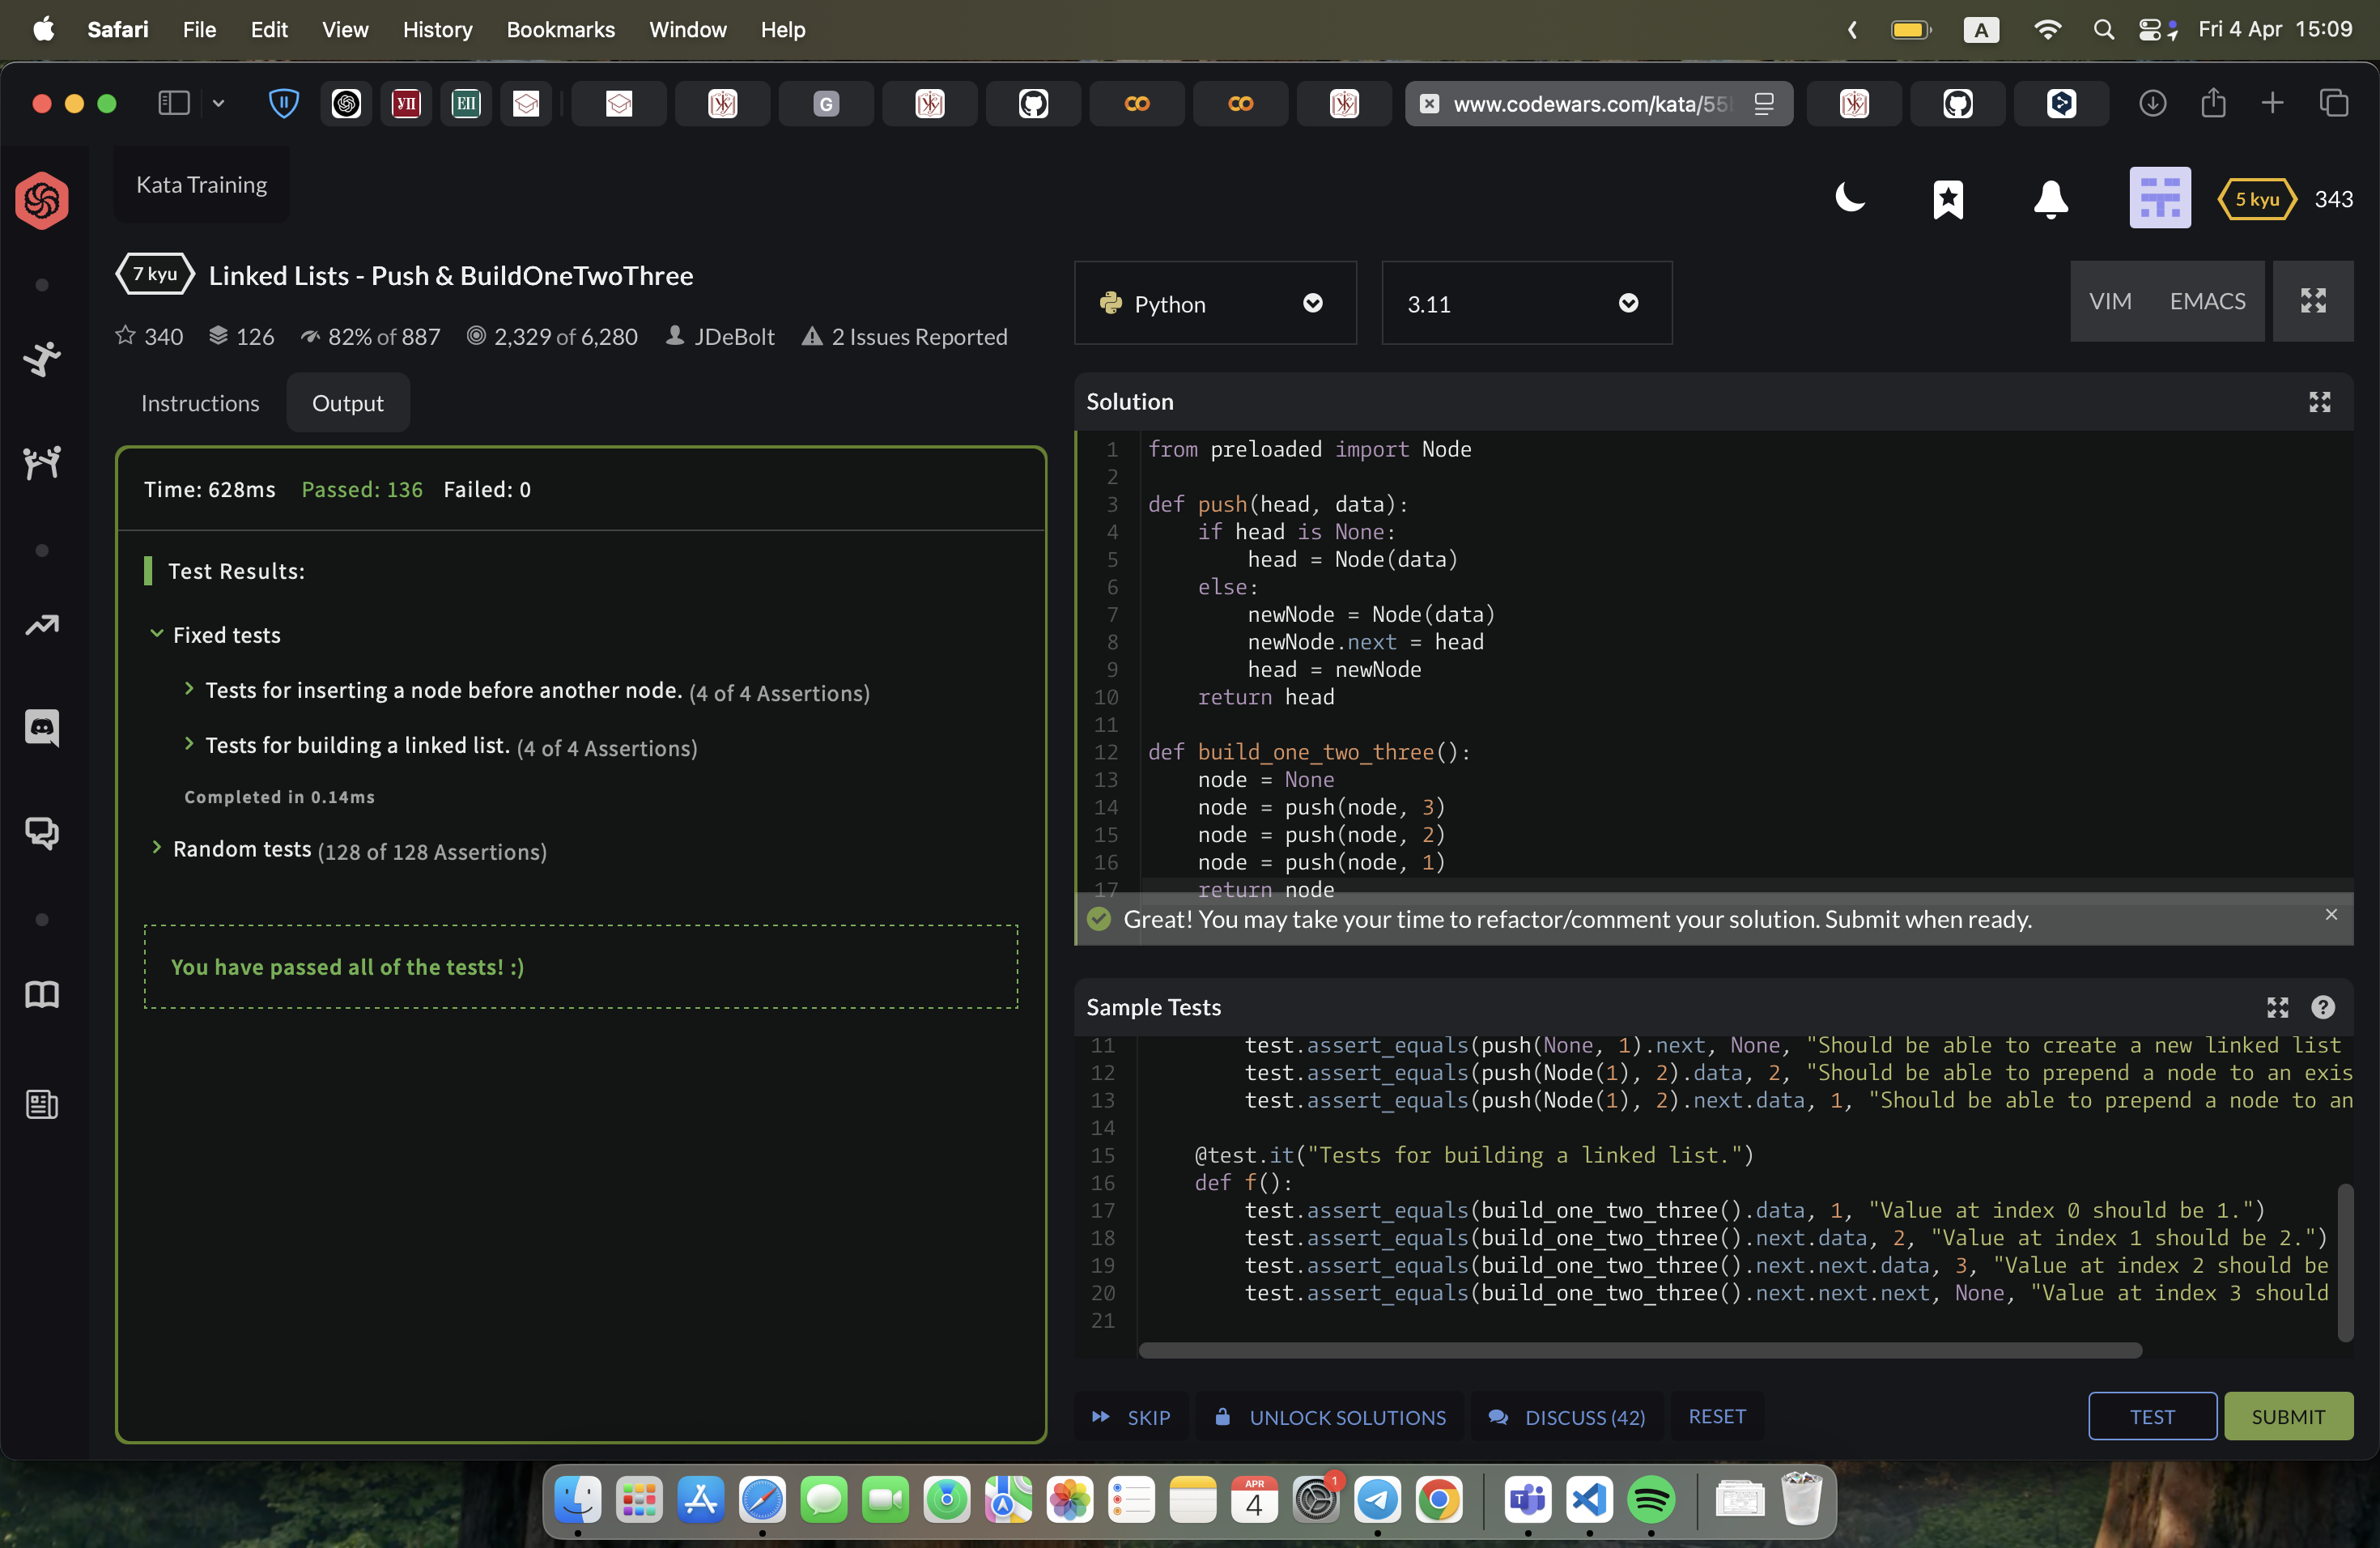 Safari File Edit View History Bookmarks Window Help
A
Fri 4 Apr 15:09
УП
ЕП
G
www.codewars.com/kata/55
Kata Training
5 kyu 343
7 kyu Linked Lists - Push & BuildOneTwoThree
340 126 82% of 887 2,329 of 6,280 JDeBolt 2 Issues Reported
Instructions Output
Time: 628ms Passed: 136 Failed: 0
Test Results:
Fixed tests
Tests for inserting a node before another node. (4 of 4 Assertions)
Tests for building a linked list. (4 of 4 Assertions)
Completed in 0.14ms
Random tests (128 of 128 Assertions)
You have passed all of the tests! :)
Python 3.11
VIM EMACS
Solution
1 from preloaded import Node
2
3 def push(head, data):
4 if head is None:
5 head = Node(data)
6 else:
7 newNode = Node(data)
8 newNode.next = head
9 head = newNode
10 return head
11
12 def build_one_two_three():
13 node = None
14 node = push(node, 3)
15 node = push(node, 2)
16 node = push(node, 1)
17 return node
Great! You may take your time to refactor/comment your solution. Submit when ready.
Sample Tests
11 test.assert_equals(push(None, 1).next, None, "Should be able to create a new linked list
12 test.assert_equals(push(Node(1), 2).data, 2, "Should be able to prepend a node to an exis
13 test.assert_equals(push(Node(1), 2).next.data, 1, "Should be able to prepend a node to an
14
15 @test.it("Tests for building a linked list.")
16 def f():
17 test.assert_equals(build_one_two_three().data, 1, "Value at index 0 should be 1.")
18 test.assert_equals(build_one_two_three().next.data, 2, "Value at index 1 should be 2.")
19 test.assert_equals(build_one_two_three().next.next.data, 3, "Value at index 2 should be
20 test.assert_equals(build_one_two_three().next.next.next, None, "Value at index 3 should
21
SKIP UNLOCK SOLUTIONS DISCUSS (42) RESET
TEST SUBMIT
APR
4
1